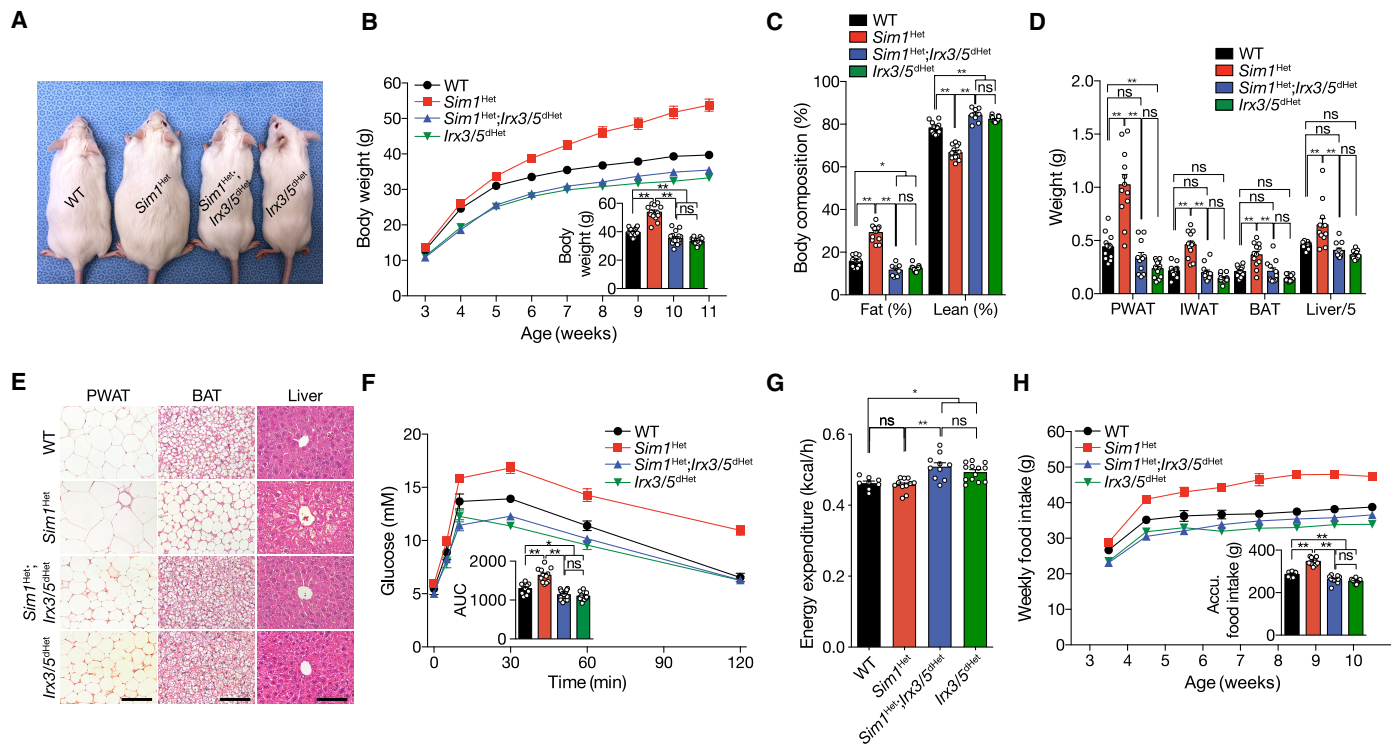 A
WT
Sim1Het
Sim1Het;
Irx3/5dHet
Irx3/5dHet
B
WT
Sim1Het
Sim1Het;Irx3/5dHet
Irx3/5dHet
Body weight (g)
60
50
40
30
20
10
0
3 4 5 6 7 8 9 10 11
Age (weeks)
Body
weight (g)
60
40
20
0
**
** **
ns
C
WT
Sim1Het
Sim1Het;Irx3/5dHet
Irx3/5dHet
Body composition (%)
100
80
60
40
20
0
*
** ** ns
**
** ** ns
Fat (%) Lean (%)
D
WT
Sim1Het
Sim1Het;Irx3/5dHet
Irx3/5dHet
Weight (g)
2.0
1.5
1.0
0.5
0.0
**
ns
** ** ns
ns
ns
** ** ns
ns
ns
** ** ns
ns
ns
** ** ns
PWAT IWAT BAT Liver/5
E
PWAT BAT Liver
WT
Sim1Het
Sim1Het;
Irx3/5dHet
Irx3/5dHet
F
WT
Sim1Het
Sim1Het;Irx3/5dHet
Irx3/5dHet
Glucose (mM)
20
15
10
5
0
0 30 60 90 120
Time (min)
AUC
2000
1000
0
*
** **
ns
G
Energy expenditure (kcal/h)
0.6
0.4
0.2
0.0
*
ns ** ns
WT
Sim1Het
Sim1Het;Irx3/5dHet
Irx3/5dHet
H
WT
Sim1Het
Sim1Het;Irx3/5dHet
Irx3/5dHet
Weekly food intake (g)
60
50
40
30
20
10
0
3 4 5 6 7 8 9 10
Age (weeks)
Accu.
food intake (g)
400
200
0
**
** **
ns